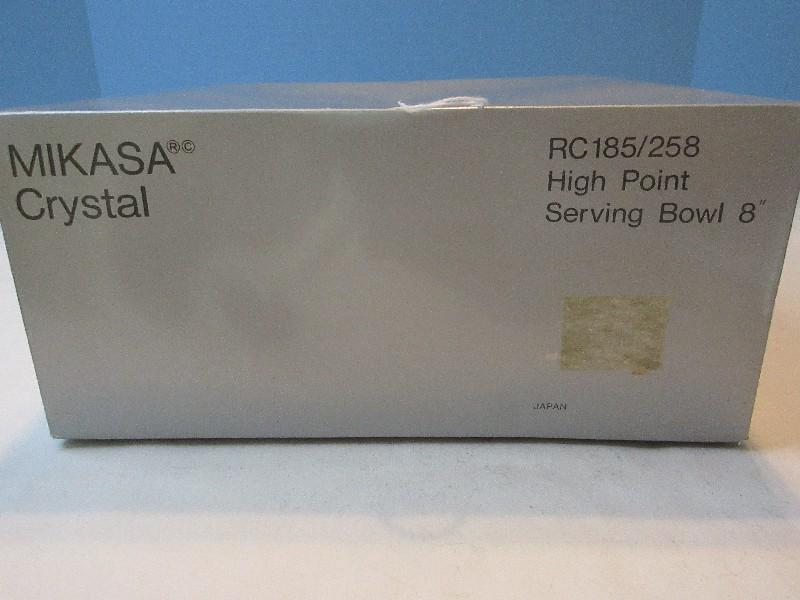 MIKASA®©
Crystal
RC185/258
High Point
Serving Bowl 8"
JAPAN